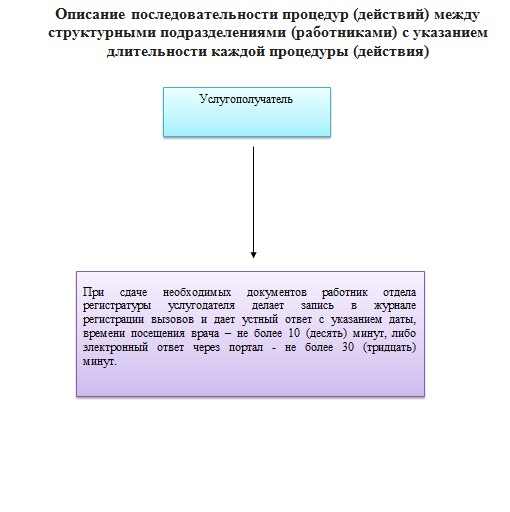 Описание последовательности процедур (действий) между
структурными подразделениями (работниками) с указанием
длительности каждой процедуры (действия)
Услугополучатель
При сдаче необходимых документов работник отдела
регистратуры услугодателя делает запись в журнале
регистрации вызовов и дает устный ответ с указанием даты,
времени посещения врача – не более 10 (десять) минут, либо
электронный ответ через портал - не более 30 (тридцать)
минут.